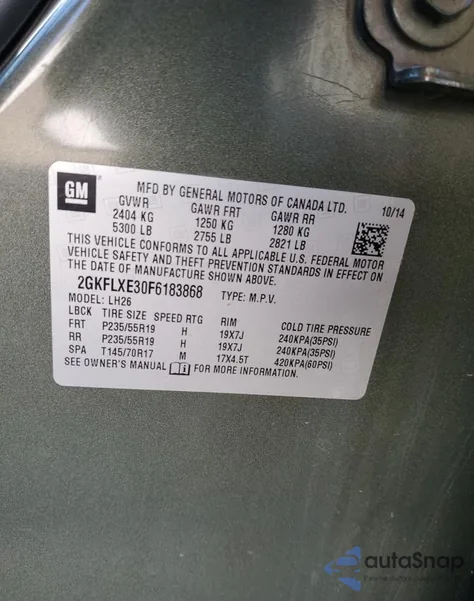 GM
MFD BY GENERAL MOTORS OF CANADA LTD.
10/14
GVWR GAWR FRT GAWR RR
2404 KG 1250 KG 1280 KG
5300 LB 2755 LB 2821 LB
THIS VEHICLE CONFORMS TO ALL APPLICABLE U.S. FEDERAL MOTOR
VEHICLE SAFETY AND THEFT PREVENTION STANDARDS IN EFFECT ON
THE DATE OF MANUFACTURE SHOWN ABOVE.
2GKFLXE30F6183868 TYPE: M.P.V.
MODEL: LH26
LBCK TIRE SIZE SPEED RTG RIM COLD TIRE PRESSURE
FRT P235/55R19 H 19X7J 240KPA(35PSI)
RR P235/55R19 H 19X7J 240KPA(35PSI)
SPA T145/70R17 M 17X4.5T 420KPA(60PSI)
SEE OWNER'S MANUAL FOR MORE INFORMATION.
autoSnap